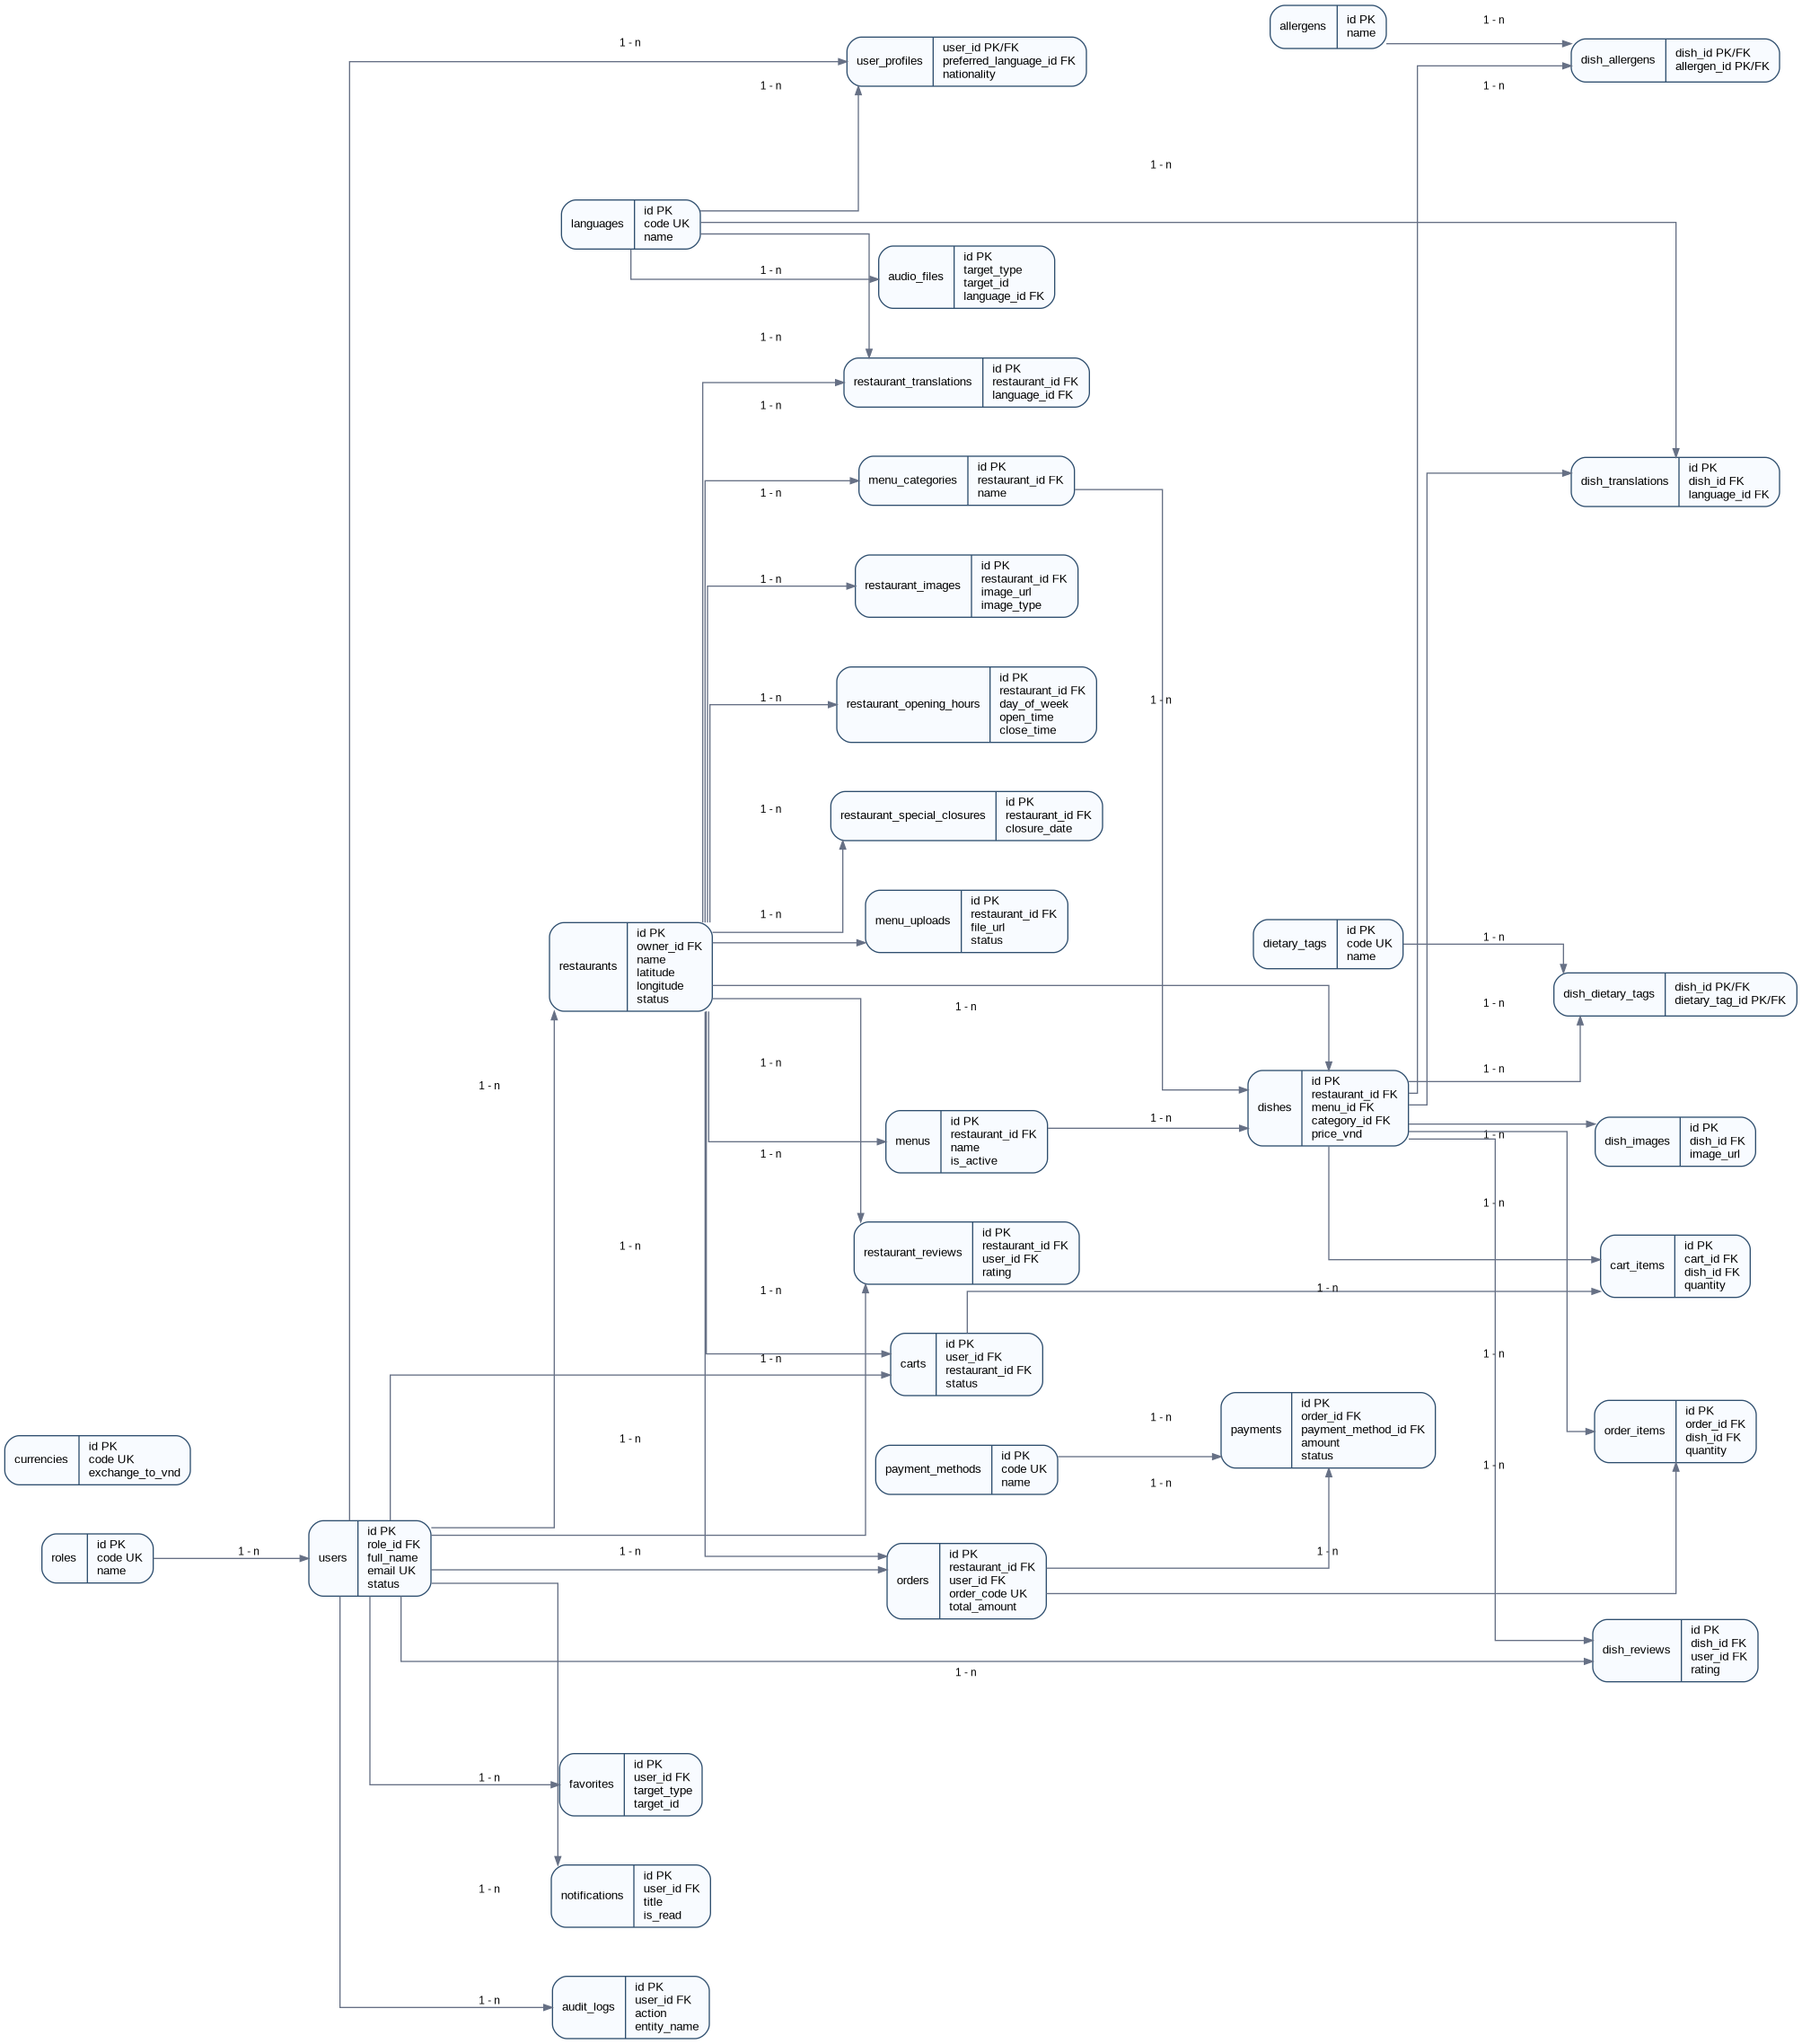 allergens
id PK
name
1 - n
1 - n
user_profiles
user_id PK/FK
preferred_language_id FK
nationality
dish_allergens
dish_id PK/FK
allergen_id PK/FK
1 - n
1 - n
1 - n
languages
id PK
code UK
name
1 - n
audio_files
id PK
target_type
target_id
language_id FK
1 - n
restaurant_translations
id PK
restaurant_id FK
language_id FK
1 - n
menu_categories
id PK
restaurant_id FK
name
dish_translations
id PK
dish_id FK
language_id FK
1 - n
restaurant_images
id PK
restaurant_id FK
image_url
image_type
1 - n
restaurant_opening_hours
id PK
restaurant_id FK
day_of_week
open_time
close_time
1 - n
1 - n
restaurant_special_closures
id PK
restaurant_id FK
closure_date
1 - n
menu_uploads
id PK
restaurant_id FK
file_url
status
1 - n
restaurants
id PK
owner_id FK
name
latitude
longitude
status
dietary_tags
id PK
code UK
name
1 - n
dish_dietary_tags
dish_id PK/FK
dietary_tag_id PK/FK
1 - n
1 - n
1 - n
1 - n
1 - n
dishes
id PK
restaurant_id FK
menu_id FK
category_id FK
price_vnd
menus
id PK
restaurant_id FK
name
is_active
1 - n
1 - n
dish_images
id PK
dish_id FK
image_url
1 - n
1 - n
restaurant_reviews
id PK
restaurant_id FK
user_id FK
rating
1 - n
cart_items
id PK
cart_id FK
dish_id FK
quantity
1 - n
1 - n
1 - n
carts
id PK
user_id FK
restaurant_id FK
status
1 - n
1 - n
payments
id PK
order_id FK
payment_method_id FK
amount
status
order_items
id PK
order_id FK
dish_id FK
quantity
1 - n
1 - n
currencies
id PK
code UK
exchange_to_vnd
payment_methods
id PK
code UK
name
1 - n
1 - n
roles
id PK
code UK
name
1 - n
users
id PK
role_id FK
full_name
email UK
status
1 - n
orders
id PK
restaurant_id FK
user_id FK
order_code UK
total_amount
1 - n
dish_reviews
id PK
dish_id FK
user_id FK
rating
1 - n
favorites
id PK
user_id FK
target_type
target_id
1 - n
notifications
id PK
user_id FK
title
is_read
1 - n
audit_logs
id PK
user_id FK
action
entity_name
1 - n